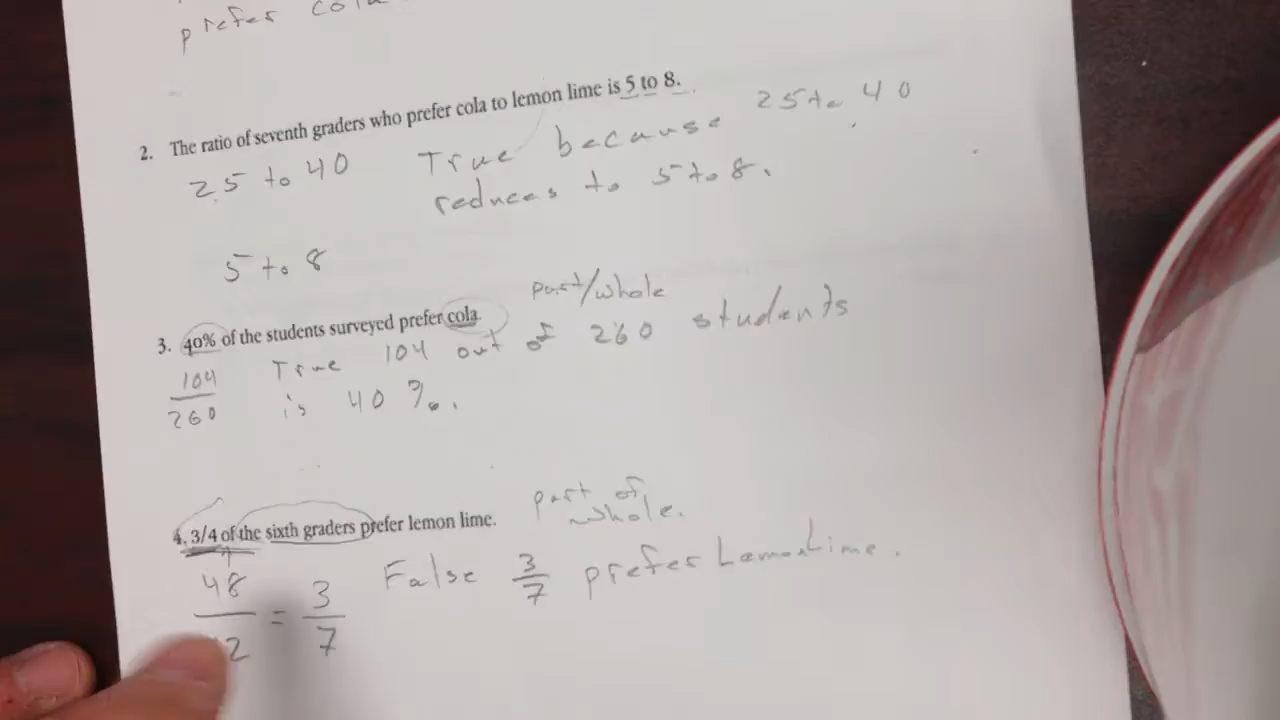 prefer cola
2. The ratio of seventh graders who prefer cola to lemon lime is 5 to 8.
25 to 40
True because 25 to 40
reduces to 5 to 8.
5 to 8
part/whole
3. 40% of the students surveyed prefer cola.
104
260
True 104 out of 260 students
is 40%.
part of
whole.
4. 3/4 of the sixth graders prefer lemon lime.
48
= 3
7
False 3/7 prefer Lemon Lime.